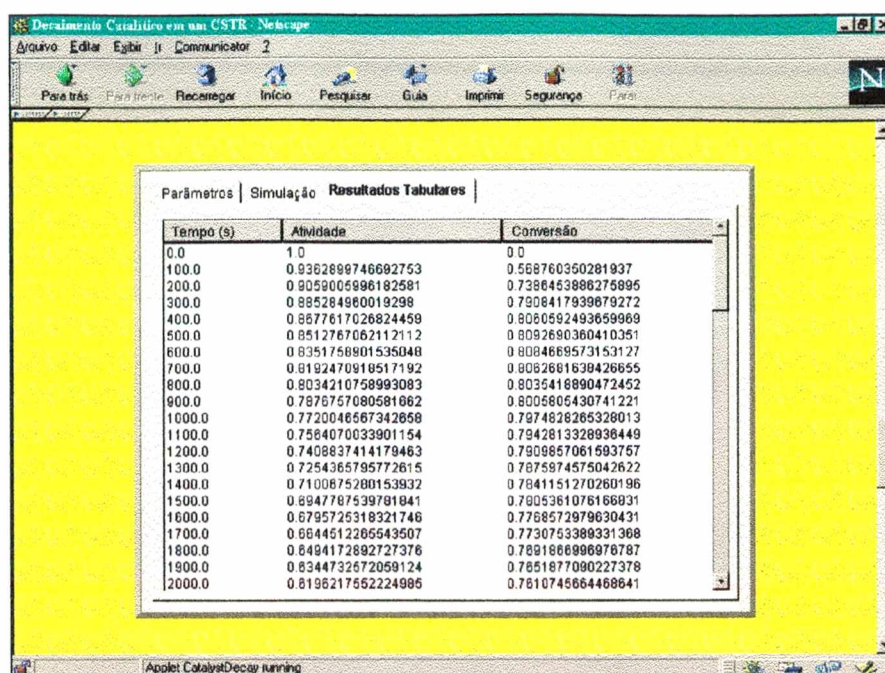 Decaimento Catalítico em um CSTR - Netscape
Arquivo Editar Exibir Ir Communicator ?
Para trás Para frente Recarregar Início Pesquisar Guia Imprimir Segurança Parar
N
Parâmetros Simulação Resultados Tabulares
Tempo (s) Atividade Conversão
0.0 1.0 0.0
100.0 0.9362899746692753 0.568760350281937
200.0 0.9059005996182581 0.7386453886275895
300.0 0.885284960019298 0.7908417939679272
400.0 0.8677617026824459 0.8060592493659969
500.0 0.8512767062112112 0.8092690360410351
600.0 0.8351758901535048 0.8084669573153127
700.0 0.8192470918517192 0.8062681638426655
800.0 0.8034210758993083 0.8035418890472452
900.0 0.7876757080581662 0.8005805430741221
1000.0 0.7720046567342658 0.7974828265328013
1100.0 0.7564070033901154 0.7942813328936449
1200.0 0.7408837414179463 0.7909857061593757
1300.0 0.7254365795772615 0.7875974575042622
1400.0 0.7100675280153932 0.7841151270260196
1500.0 0.6947787539781841 0.7805361076166831
1600.0 0.6795725318321746 0.7768572979630431
1700.0 0.6644512265543507 0.7730753389331368
1800.0 0.6494172892727376 0.7691866996976787
1900.0 0.6344732672059124 0.7651877090227378
2000.0 0.6196217552224985 0.7610745664468641
Applet CatalystDecay running